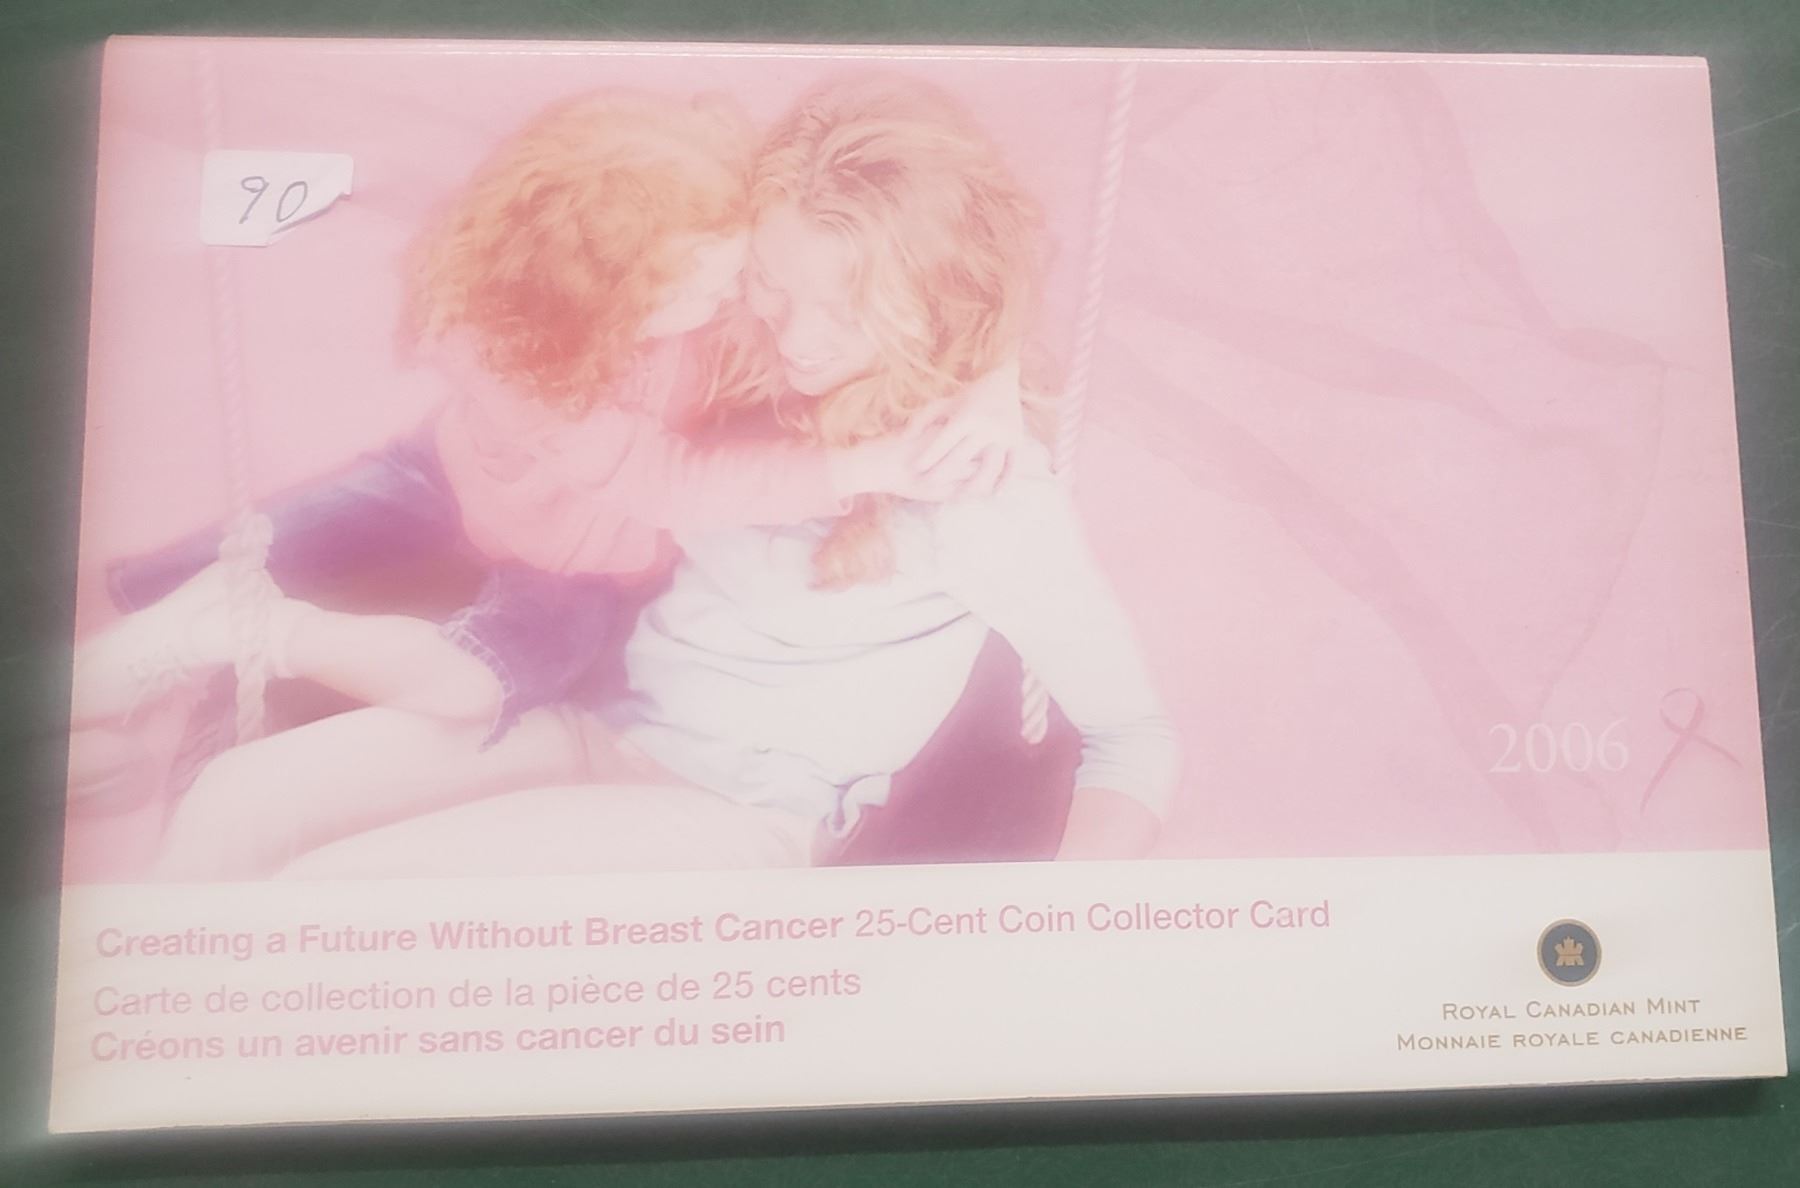 90
2006
Creating a Future Without Breast Cancer 25-Cent Coin Collector Card
Carte de collection de la pièce de 25 cents
Créons un avenir sans cancer du sein
ROYAL CANADIAN MINT
MONNAIE ROYALE CANADIENNE